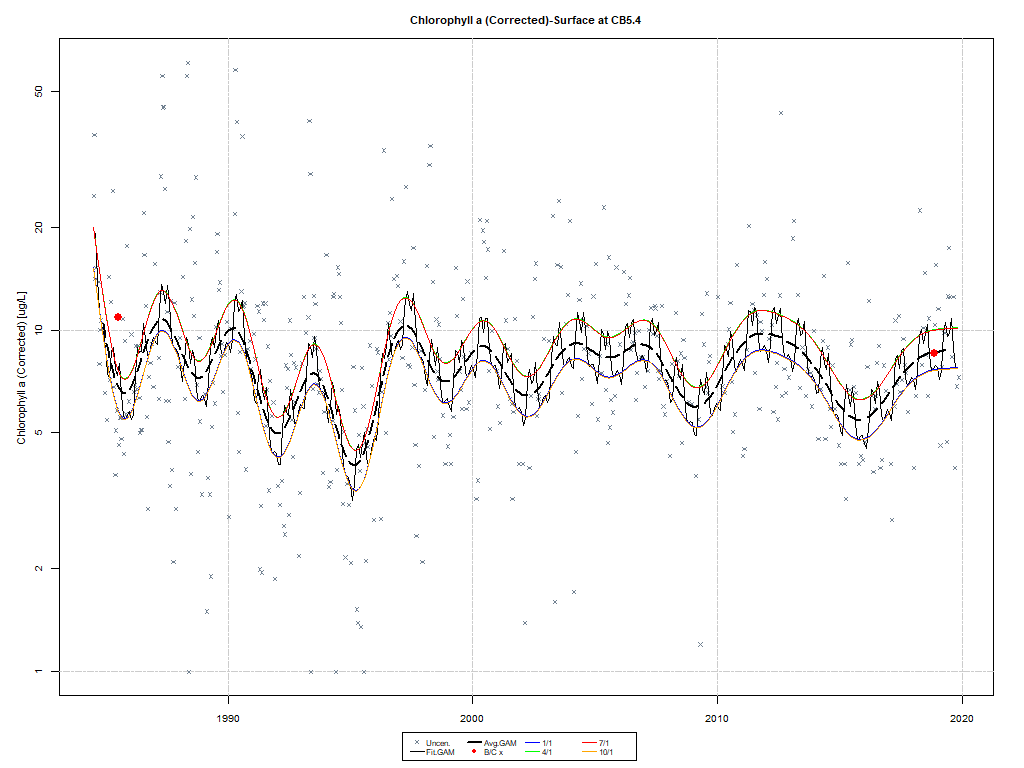 Chlorophyll a (Corrected)-Surface at CB5.4
Chlorophyll a (Corrected) [ug/L]
50
20
10
5
2
1
1990
2000
2010
2020
Uncen. Avg.GAM 1/1 7/1
Fit.GAM B/C x 4/1 10/1